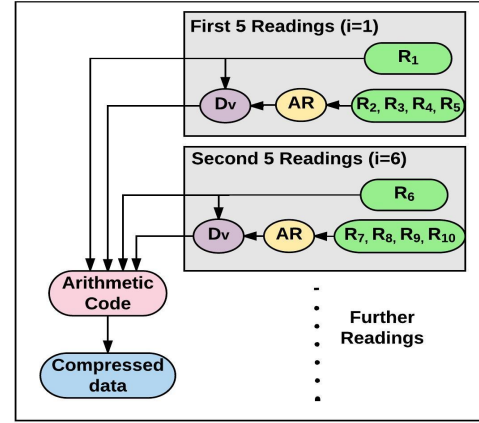 First 5 Readings (i=1)
R₁
Dv
AR
R₂, R₃, R₄, R₅
Second 5 Readings (i=6)
R₆
Dv
AR
R₇, R₈, R₉, R₁₀
Arithmetic
Code
Further
Readings
Compressed
data